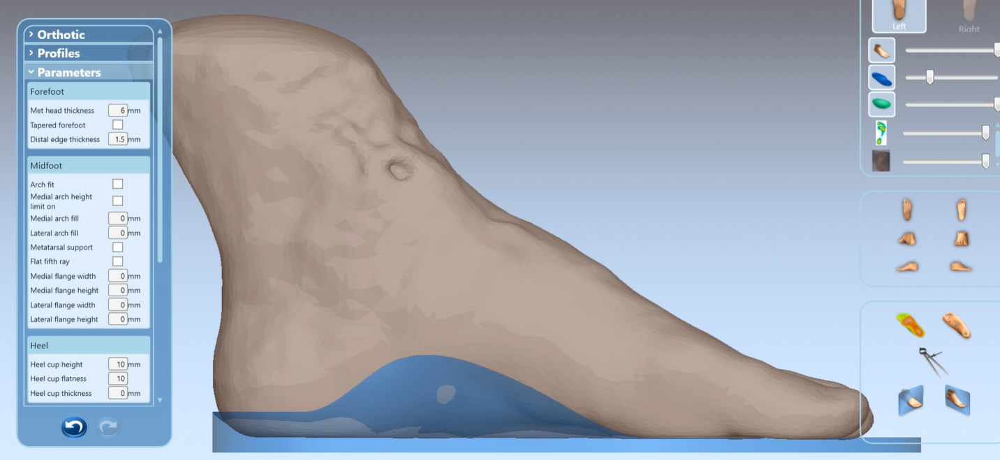 Orthotic
Profiles
Parameters
Forefoot
Met head thickness 6 mm
Tapered forefoot
Distal edge thickness 1.5 mm
Midfoot
Arch fit
Medial arch height
limit on
Medial arch fill 0 mm
Lateral arch fill 0 mm
Metatarsal support
Flat fifth ray
Medial flange width 0 mm
Medial flange height 0 mm
Lateral flange width 0 mm
Lateral flange height 0 mm
Heel
Heel cup height 10 mm
Heel cup flatness 10
Heel cup thickness 0 mm
Left
Right